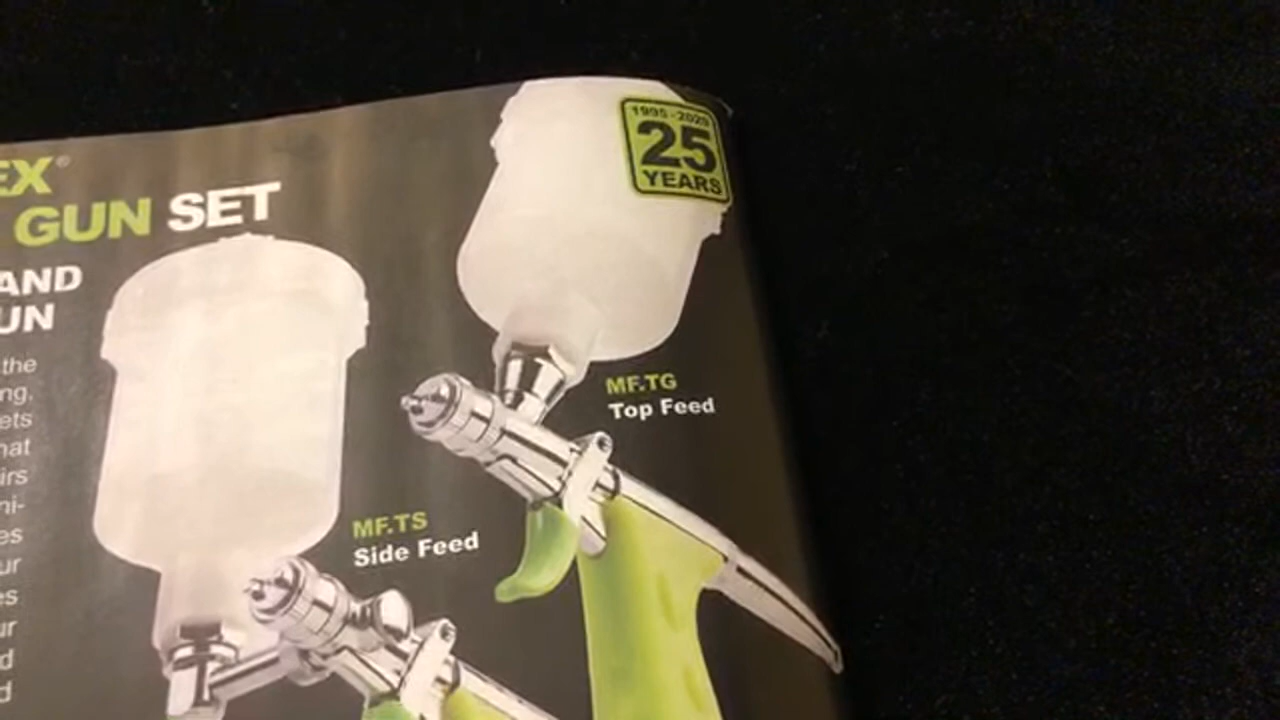 1995-2020
25
YEARS
EX®
GUN SET
AND
UN
the
ng,
ets
hat
irs
ni-
es
ur
es
ur
d
d
MF.TG
Top Feed
MF.TS
Side Feed